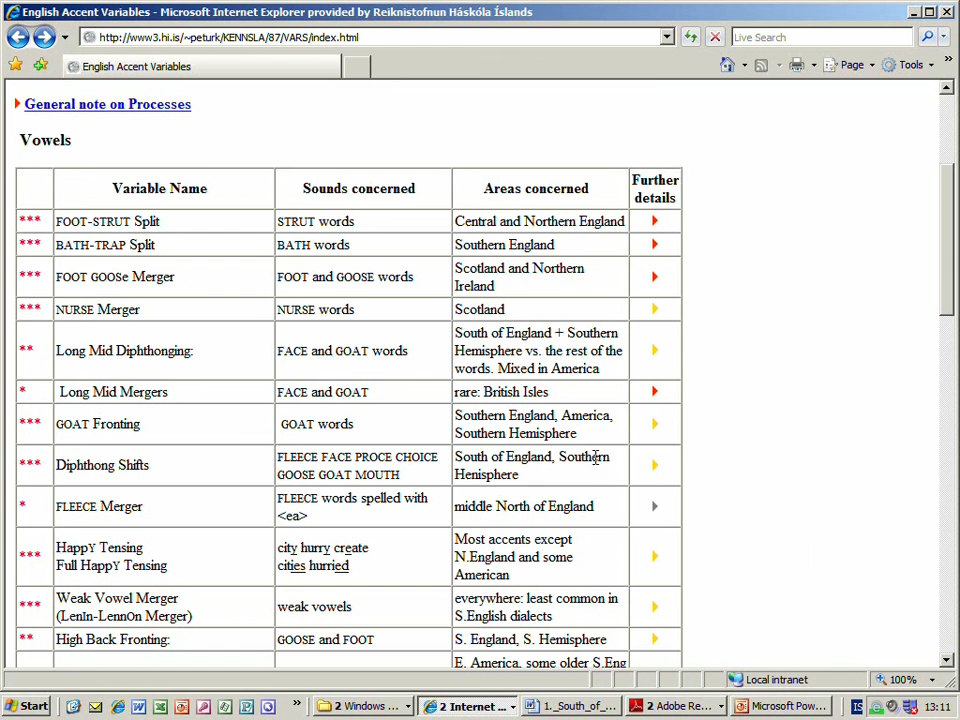 English Accent Variables - Microsoft Internet Explorer provided by Reiknistofnun Háskóla Íslands
http://www3.hi.is/~peturk/KENNSLA/87/VARS/index.html
Live Search
English Accent Variables
Page
Tools
General note on Processes
Vowels
Variable Name
Sounds concerned
Areas concerned
Further
details
*** FOOT-STRUT Split
STRUT words
Central and Northern England
*** BATH-TRAP Split
BATH words
Southern England
*** FOOT GOOSe Merger
FOOT and GOOSE words
Scotland and Northern
Ireland
*** NURSE Merger
NURSE words
Scotland
** Long Mid Diphthonging:
FACE and GOAT words
South of England + Southern
Hemisphere vs. the rest of the
words. Mixed in America
* Long Mid Mergers
FACE and GOAT
rare: British Isles
*** GOAT Fronting
GOAT words
Southern England, America,
Southern Hemisphere
*** Diphthong Shifts
FLEECE FACE PROCE CHOICE
GOOSE GOAT MOUTH
South of England, Southern
Henisphere
* FLEECE Merger
FLEECE words spelled with
<ea>
middle North of England
*** HappY Tensing
Full HappY Tensing
city hurry create
cities hurried
Most accents except
N.England and some
American
*** Weak Vowel Merger
(LenIn-LennOn Merger)
weak vowels
everywhere: least common in
S.English dialects
** High Back Fronting:
GOOSE and FOOT
S. England, S. Hemisphere
E. America, some older S.Eng
Local intranet
100%
Start
2 Windows ...
2 Internet ...
1._South_of_...
2 Adobe Re...
Microsoft Pow...
IS
13:11